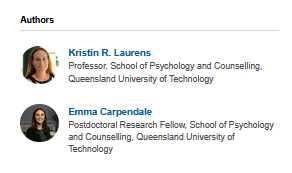 Authors
Kristin R. Laurens
Professor, School of Psychology and Counselling,
Queensland University of Technology
Emma Carpendale
Postdoctoral Research Fellow, School of Psychology
and Counselling, Queensland University of
Technology